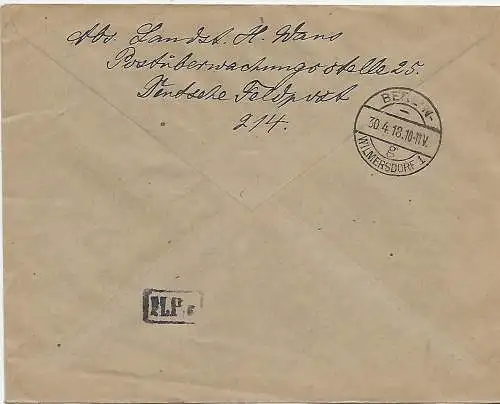 Abs. Landst. H. Wans
Postüberwachungsstelle 25.
Deutsche Feldpost
214.
BERLIN-
30.4.18.10-11V.
g
WILMERSDORF 1